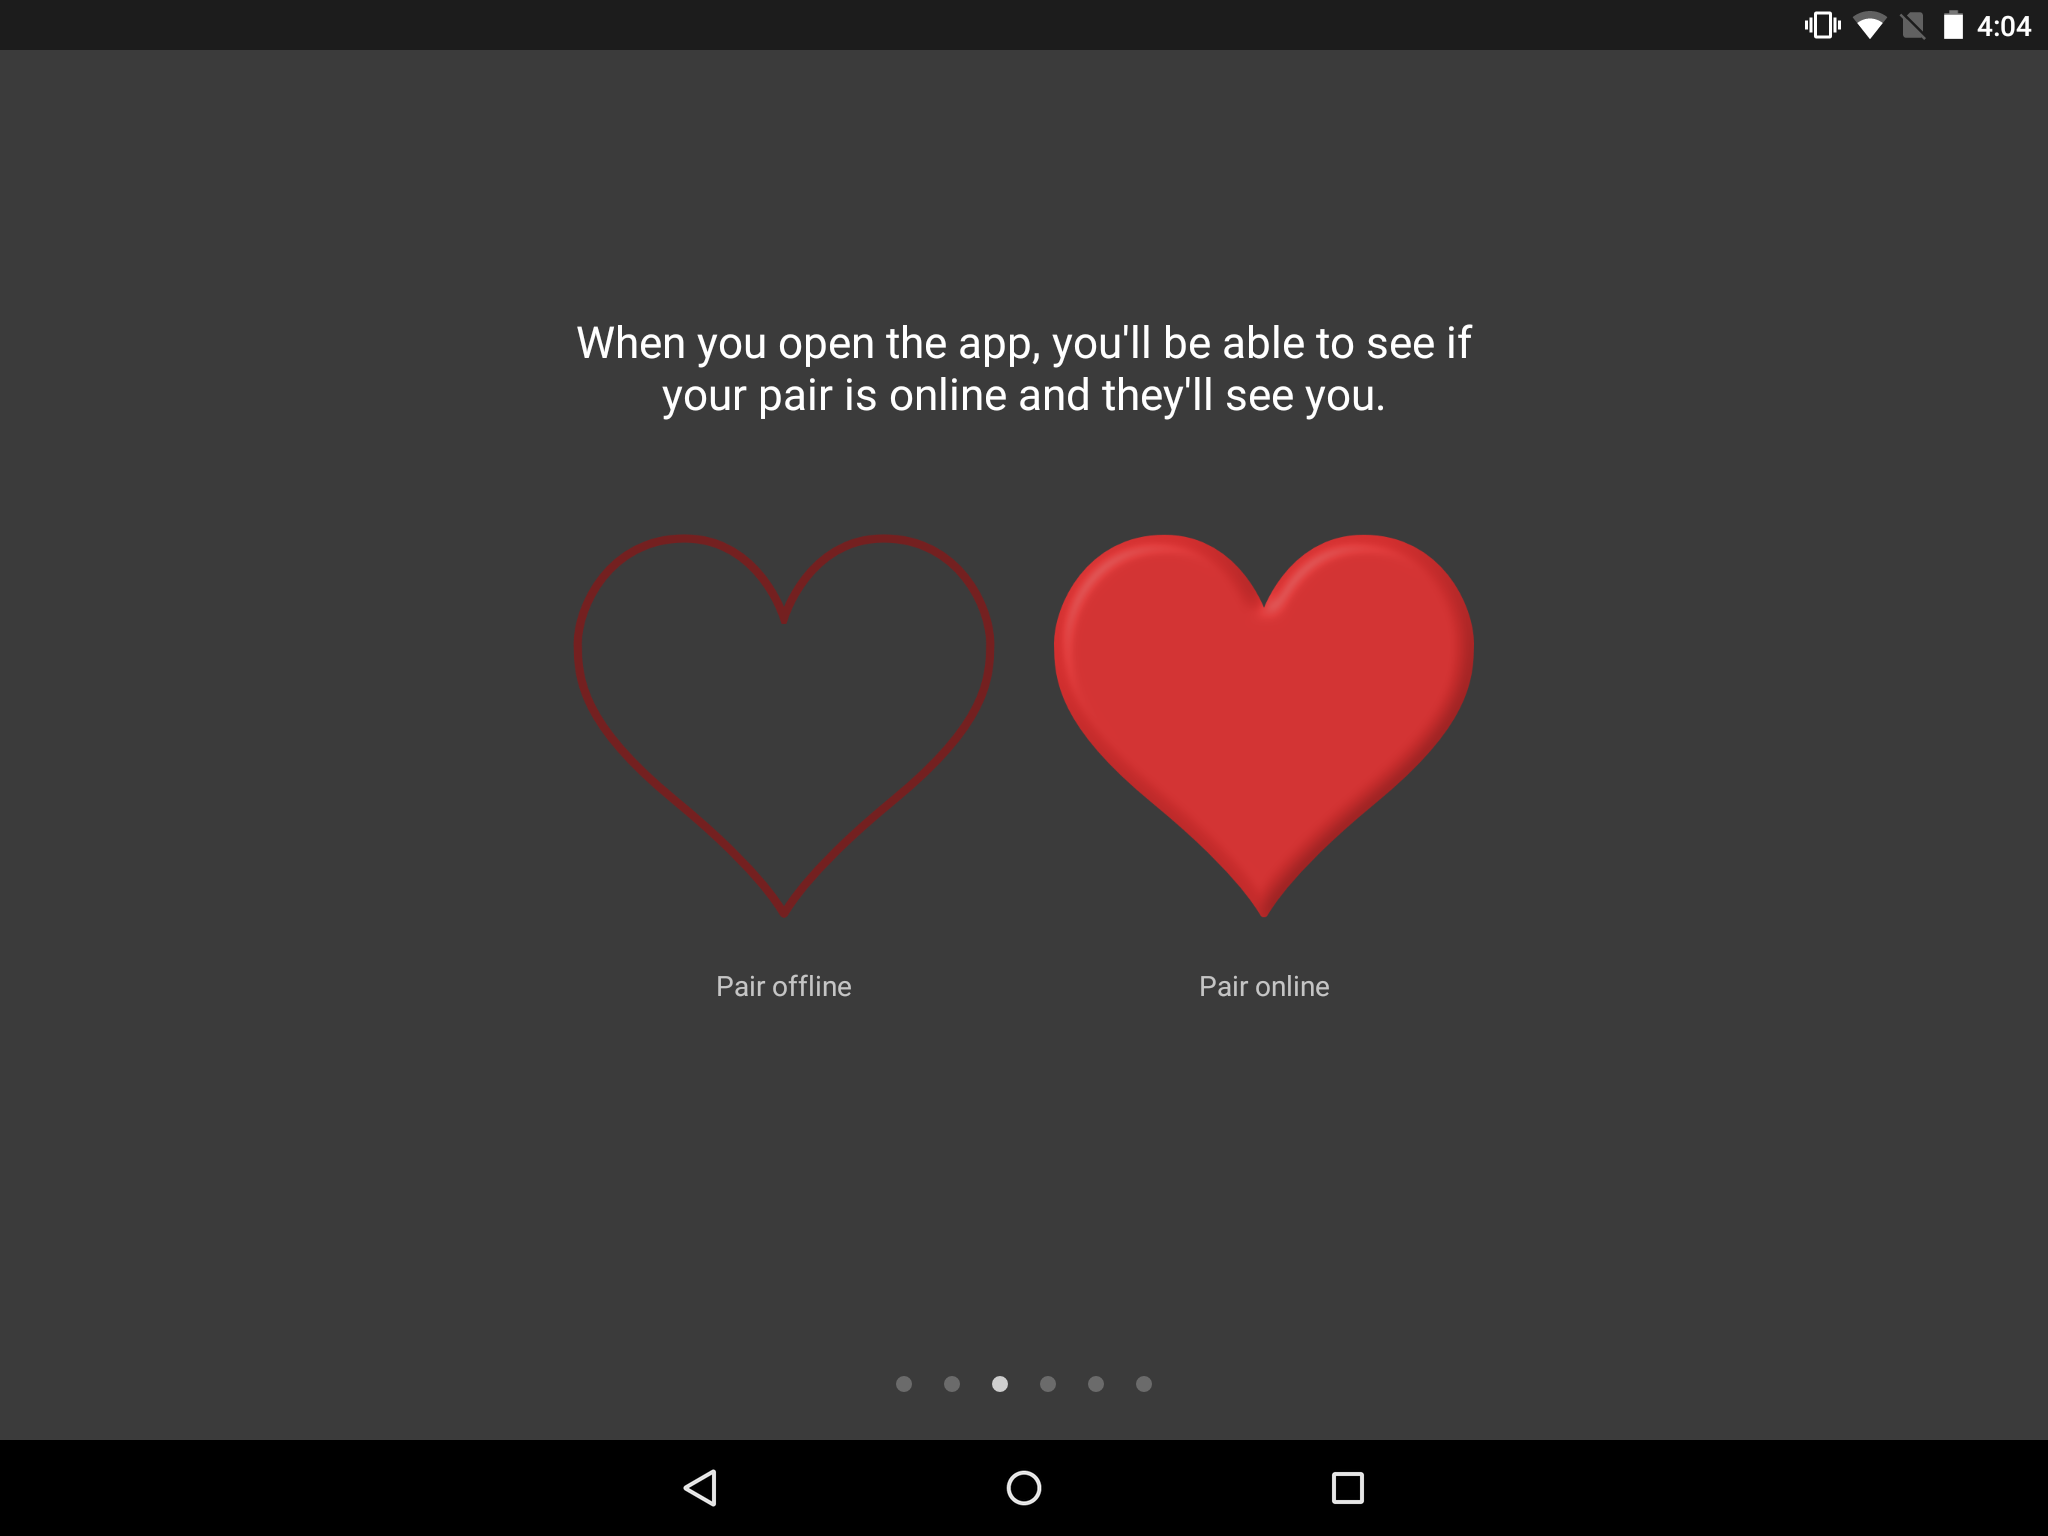 4:04
When you open the app, you'll be able to see if
your pair is online and they'll see you.
Pair offline
Pair online